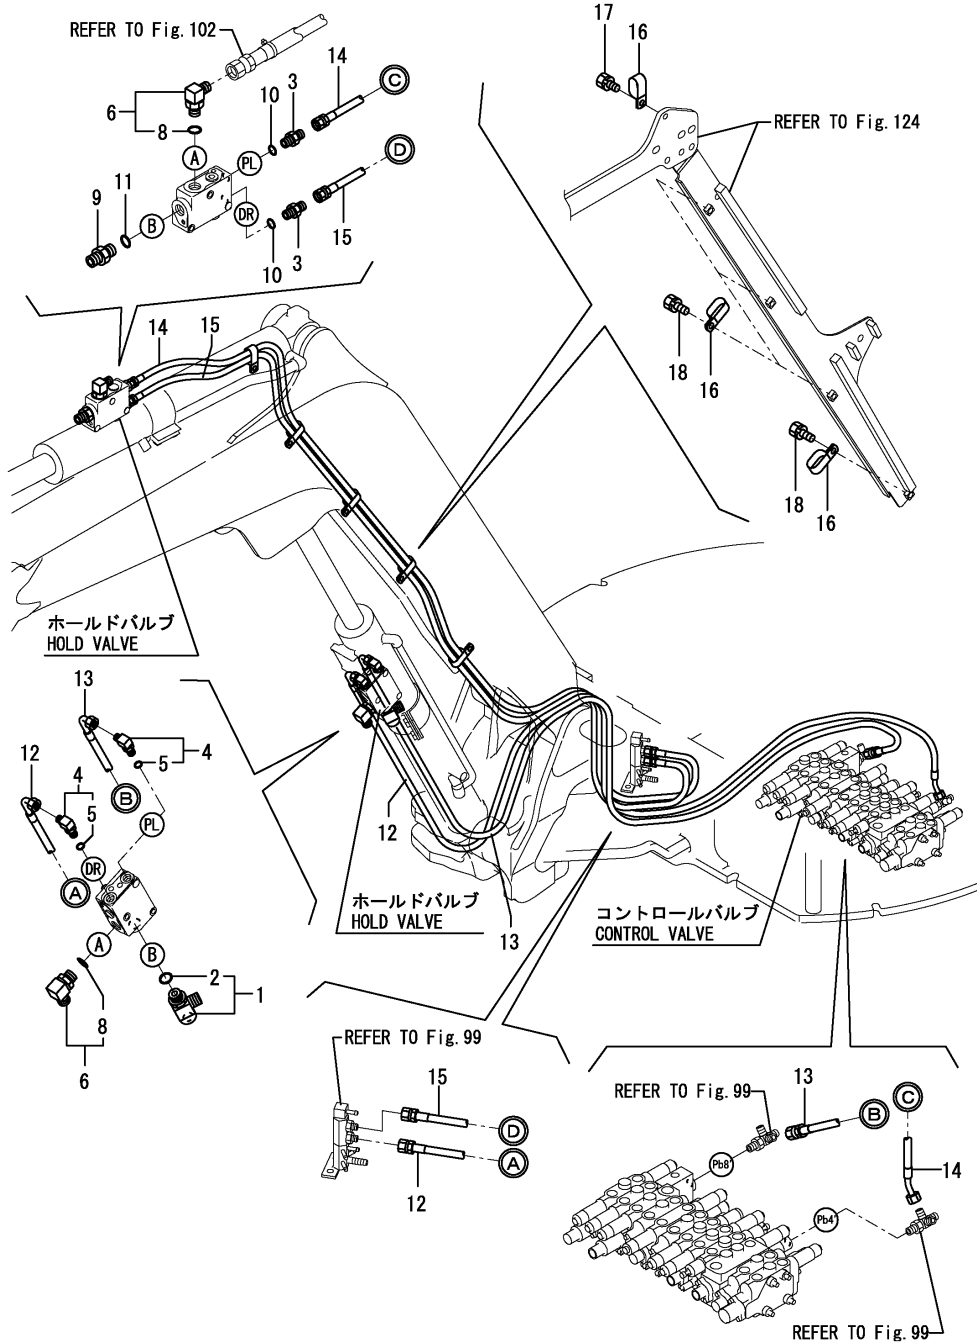 REFER TO Fig. 102
17
16
REFER TO Fig. 124
6
8
A
10
3
14
C
PL
D
11
9
B
DR
10
3
15
14
15
18
16
18
16
ホールドバルブ
HOLD VALVE
13
12
4
5
4
5
B
PL
DR
A
A
B
2
1
8
6
12
ホールドバルブ
HOLD VALVE
13
コントロールバルブ
CONTROL VALVE
REFER TO Fig. 99
15
D
A
12
REFER TO Fig. 99
13
B
C
Pb8'
14
Pb4'
REFER TO Fig. 99